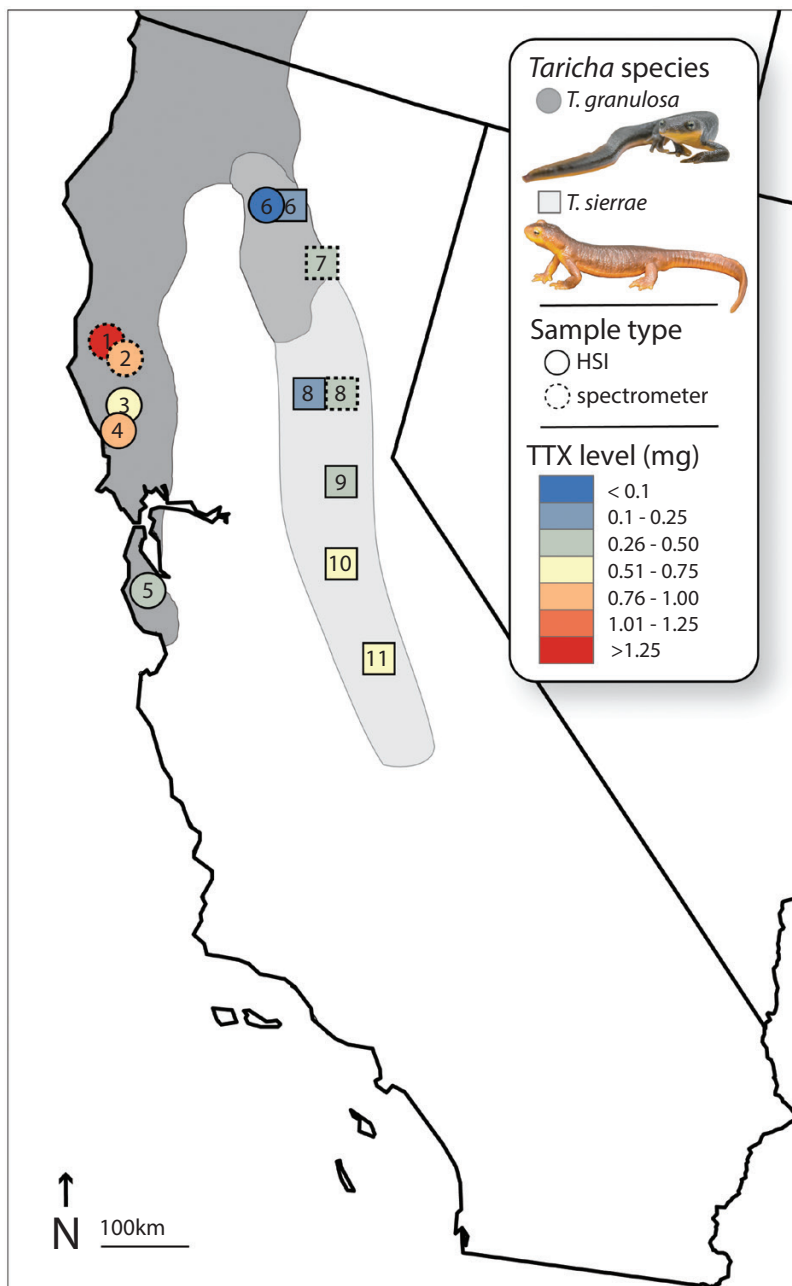 Taricha species
T. granulosa
T. sierrae
Sample type
HSI
spectrometer
TTX level (mg)
< 0.1
0.1 - 0.25
0.26 - 0.50
0.51 - 0.75
0.76 - 1.00
1.01 - 1.25
>1.25
6 6
7
1
2
8 8
3
4
9
10
5
11
N 100km